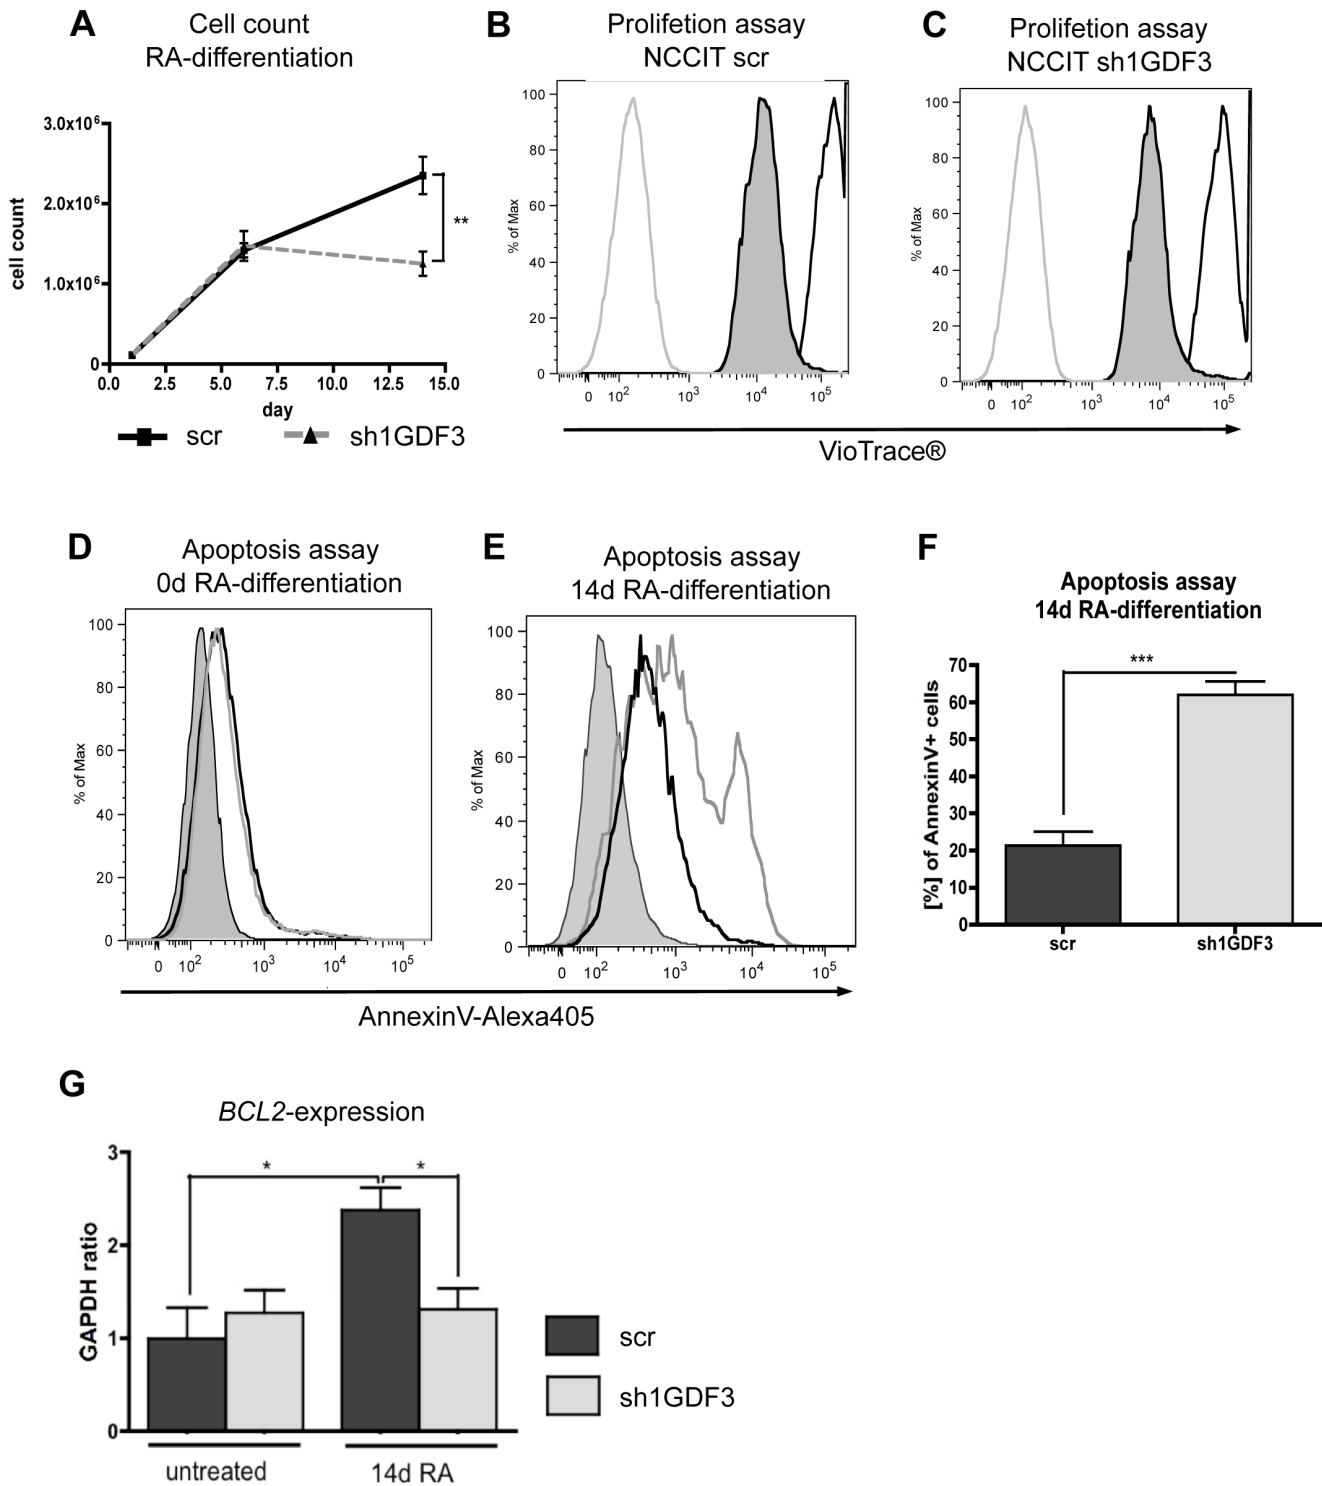 A
Cell count
RA-differentiation
3.0x10⁶
2.0x10⁶
1.0x10⁶
0
cell count
0.0 2.5 5.0 7.5 10.0 12.5 15.0
day
**
scr
sh1GDF3
B
Prolifetion assay
NCCIT scr
100
80
60
40
20
0
% of Max
0 10² 10³ 10⁴ 10⁵
C
Prolifetion assay
NCCIT sh1GDF3
100
80
60
40
20
0
% of Max
0 10² 10³ 10⁴ 10⁵
VioTrace®
D
Apoptosis assay
0d RA-differentiation
100
80
60
40
20
0
% of Max
0 10² 10³ 10⁴ 10⁵
E
Apoptosis assay
14d RA-differentiation
100
80
60
40
20
0
% of Max
0 10² 10³ 10⁴ 10⁵
AnnexinV-Alexa405
F
Apoptosis assay
14d RA-differentiation
70
60
50
40
30
20
10
0
[%] of AnnexinV+ cells
***
scr sh1GDF3
G
BCL2-expression
3
2
1
0
GAPDH ratio
* *
untreated 14d RA
scr
sh1GDF3